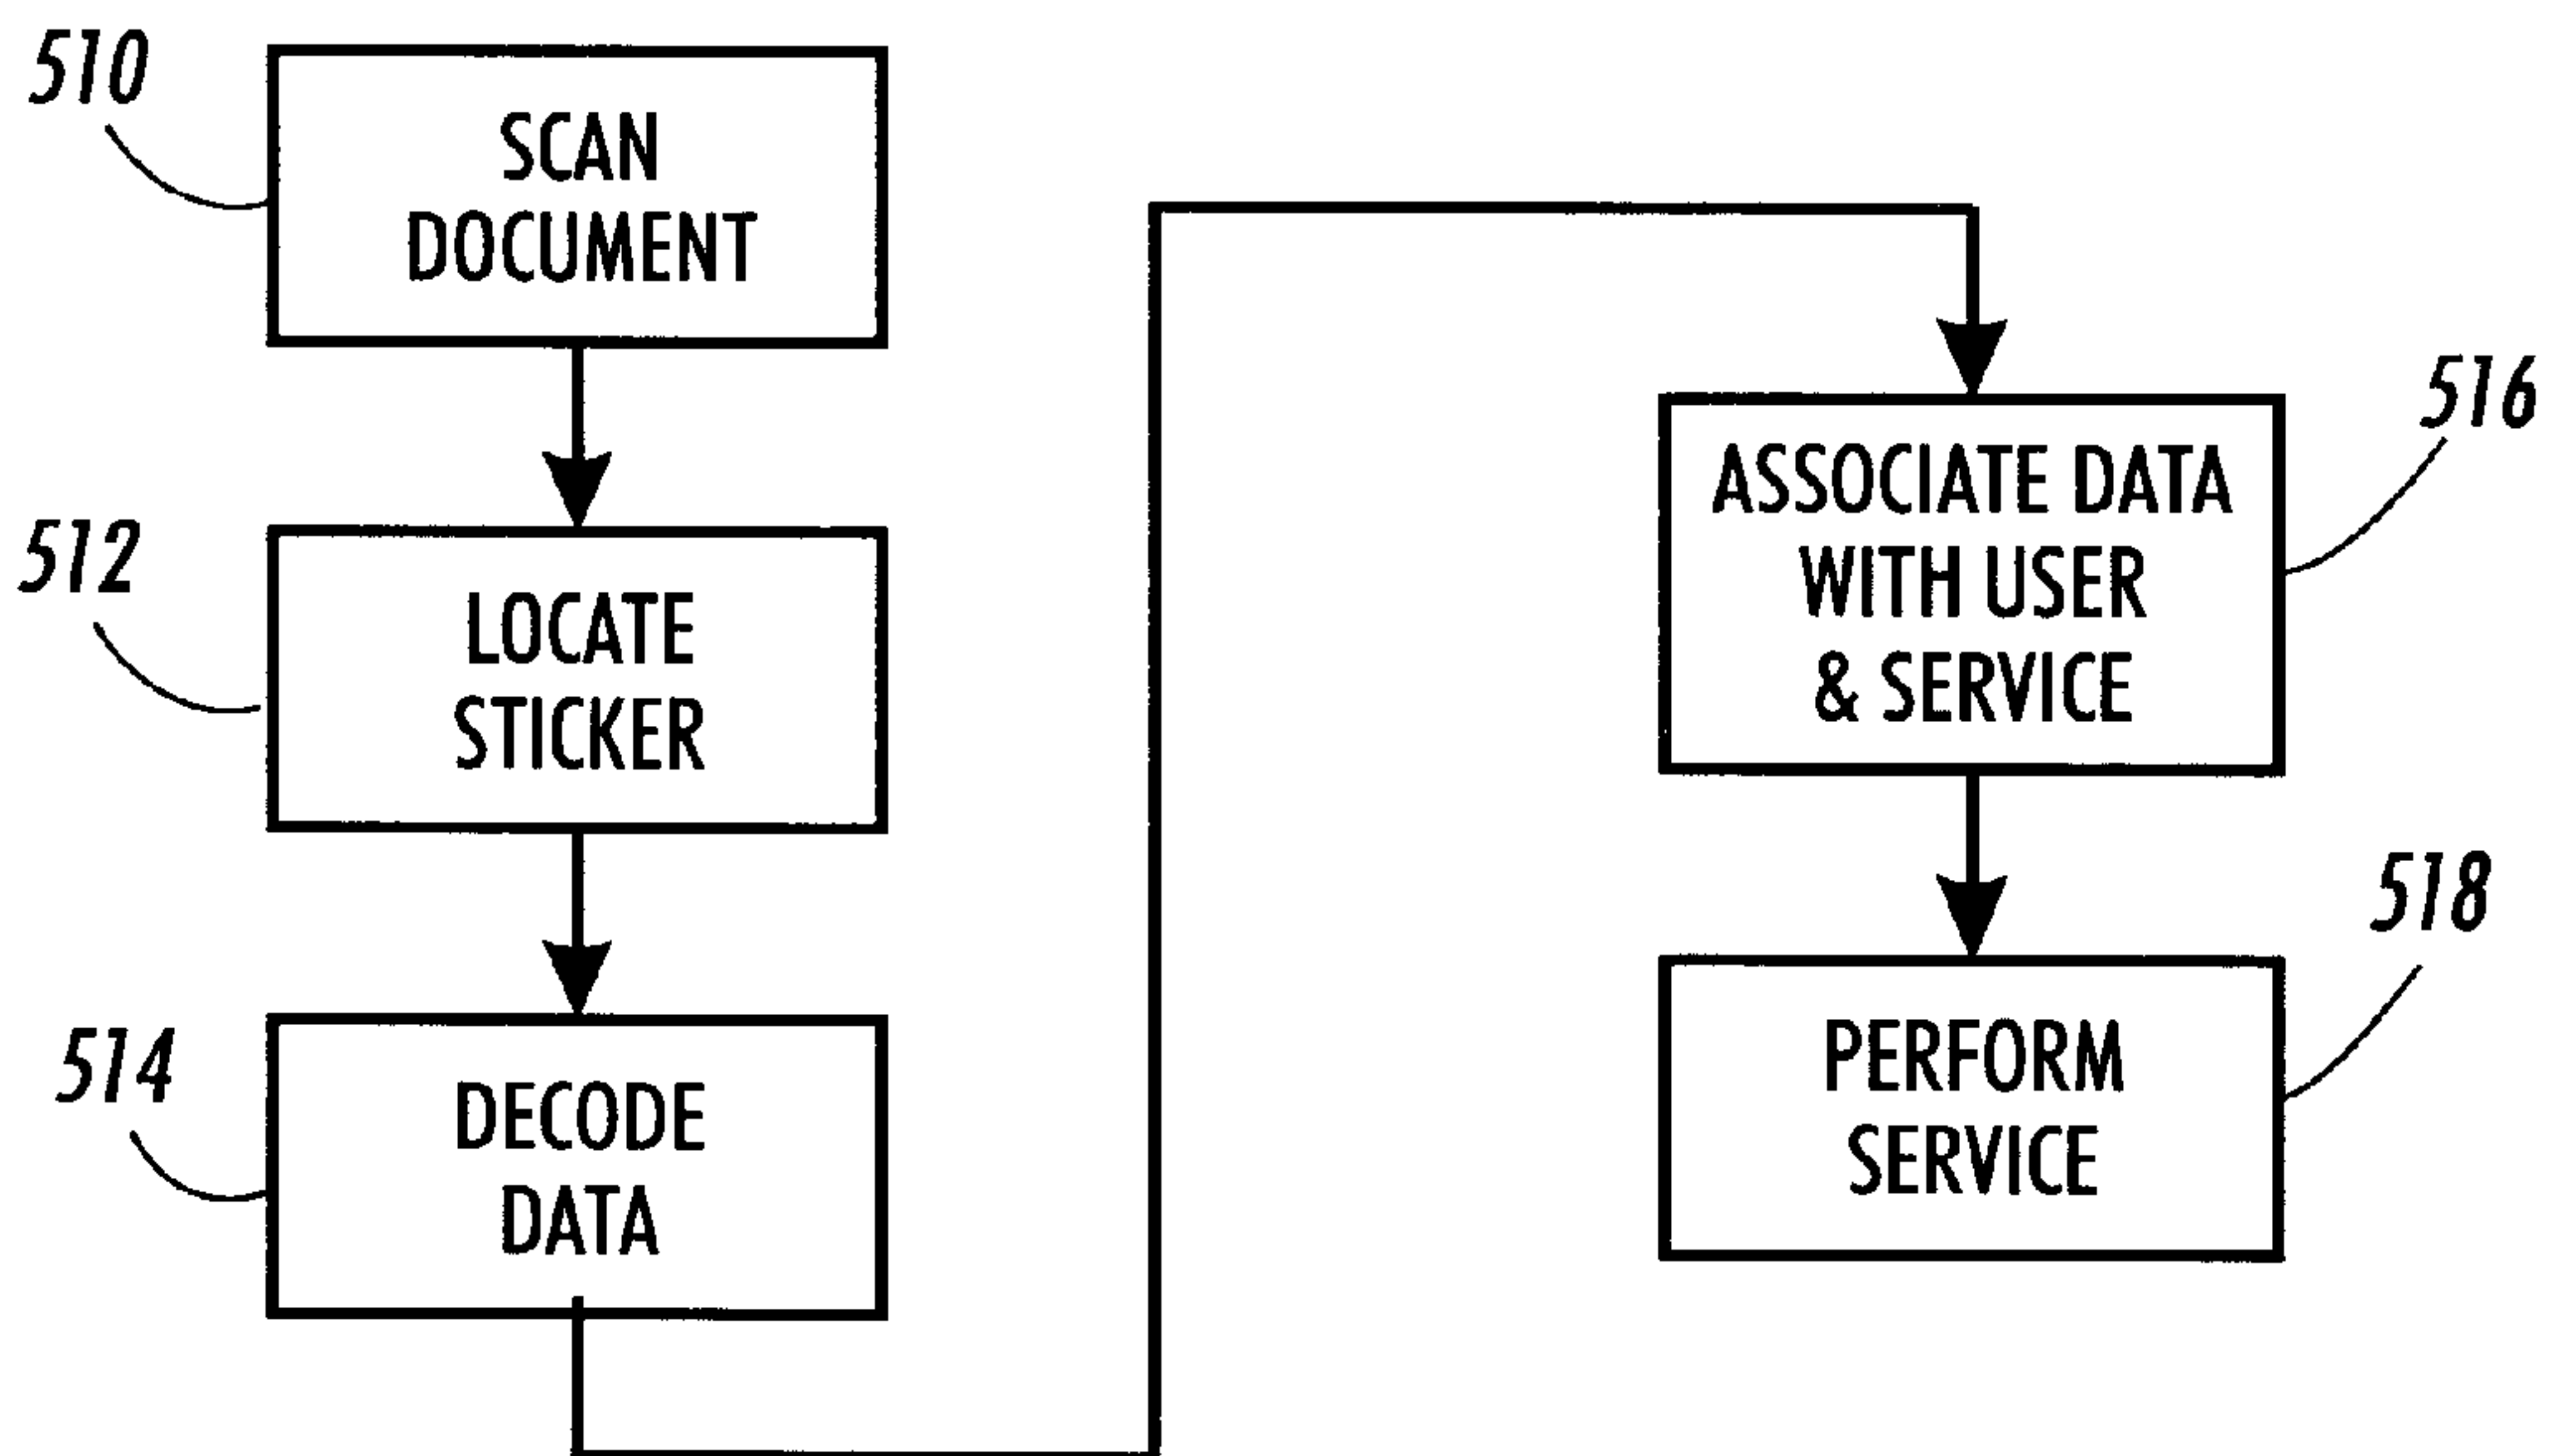 510
SCAN
DOCUMENT
512
LOCATE
STICKER
514
DECODE
DATA
516
ASSOCIATE DATA
WITH USER
& SERVICE
518
PERFORM
SERVICE